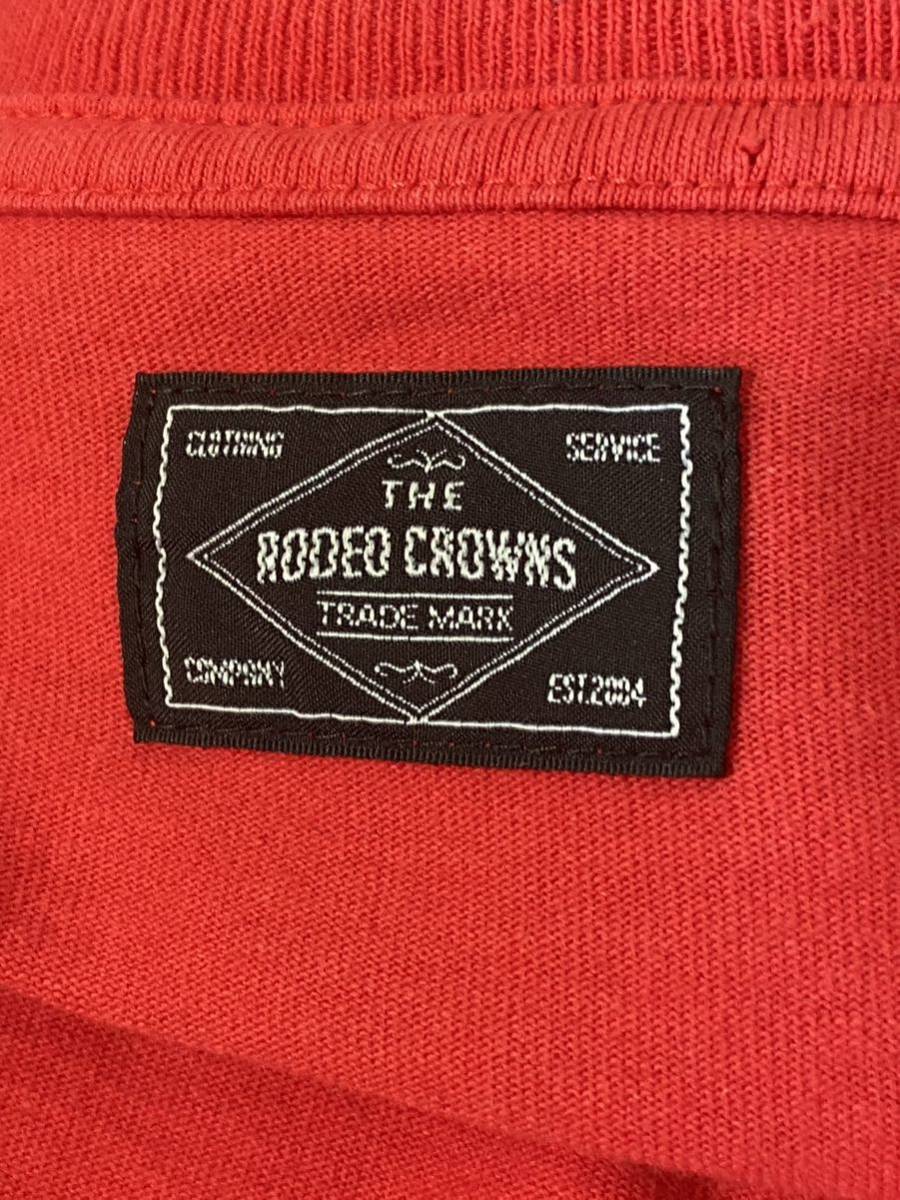 CLOTHING
SERVICE
THE
RODEO CROWNS
TRADE MARK
COMPANY
EST.2004